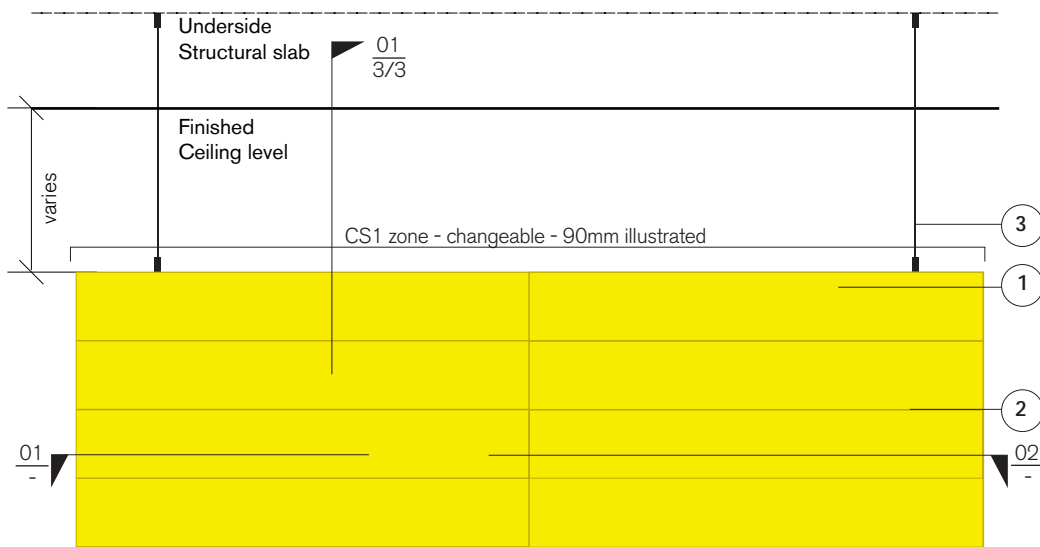 Underside
Structural slab
01
3/3
Finished
Ceiling level
varies
CS1 zone - changeable - 90mm illustrated
3
1
2
01
-
02
-